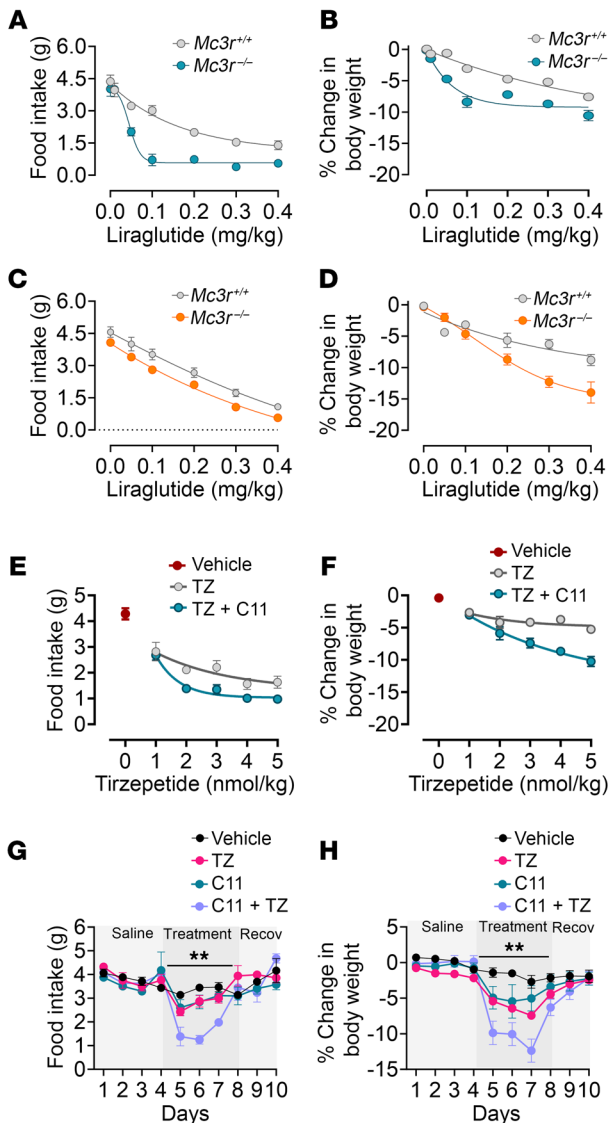 A
Mc3r+/+
Mc3r−/−
Food intake (g)
6.0
4.5
3.0
1.5
0.0
0.0 0.1 0.2 0.3 0.4
Liraglutide (mg/kg)
B
Mc3r+/+
Mc3r−/−
% Change in
body weight
0
−5
−10
−15
−20
0.0 0.1 0.2 0.3 0.4
Liraglutide (mg/kg)
C
Mc3r+/+
Mc3r−/−
Food intake (g)
6.0
4.5
3.0
1.5
0.0
0.0 0.1 0.2 0.3 0.4
Liraglutide (mg/kg)
D
Mc3r+/+
Mc3r−/−
% Change in
body weight
0
−5
−10
−15
−20
0.0 0.1 0.2 0.3 0.4
Liraglutide (mg/kg)
E
Vehicle
TZ
TZ + C11
Food intake (g)
5
4
3
2
1
0
0 1 2 3 4 5
Tirzepetide (nmol/kg)
F
Vehicle
TZ
TZ + C11
% Change in
body weight
0
−5
−10
−15
−20
0 1 2 3 4 5
Tirzepetide (nmol/kg)
G
Vehicle
TZ
C11
C11 + TZ
Saline Treatment Recov
**
Food intake (g)
6
5
4
3
2
1
0
1 2 3 4 5 6 7 8 9 10
Days
H
Vehicle
TZ
C11
C11 + TZ
Saline Treatment Recov
**
% Change in
body weight
5
0
−5
−10
−15
1 2 3 4 5 6 7 8 9 10
Days